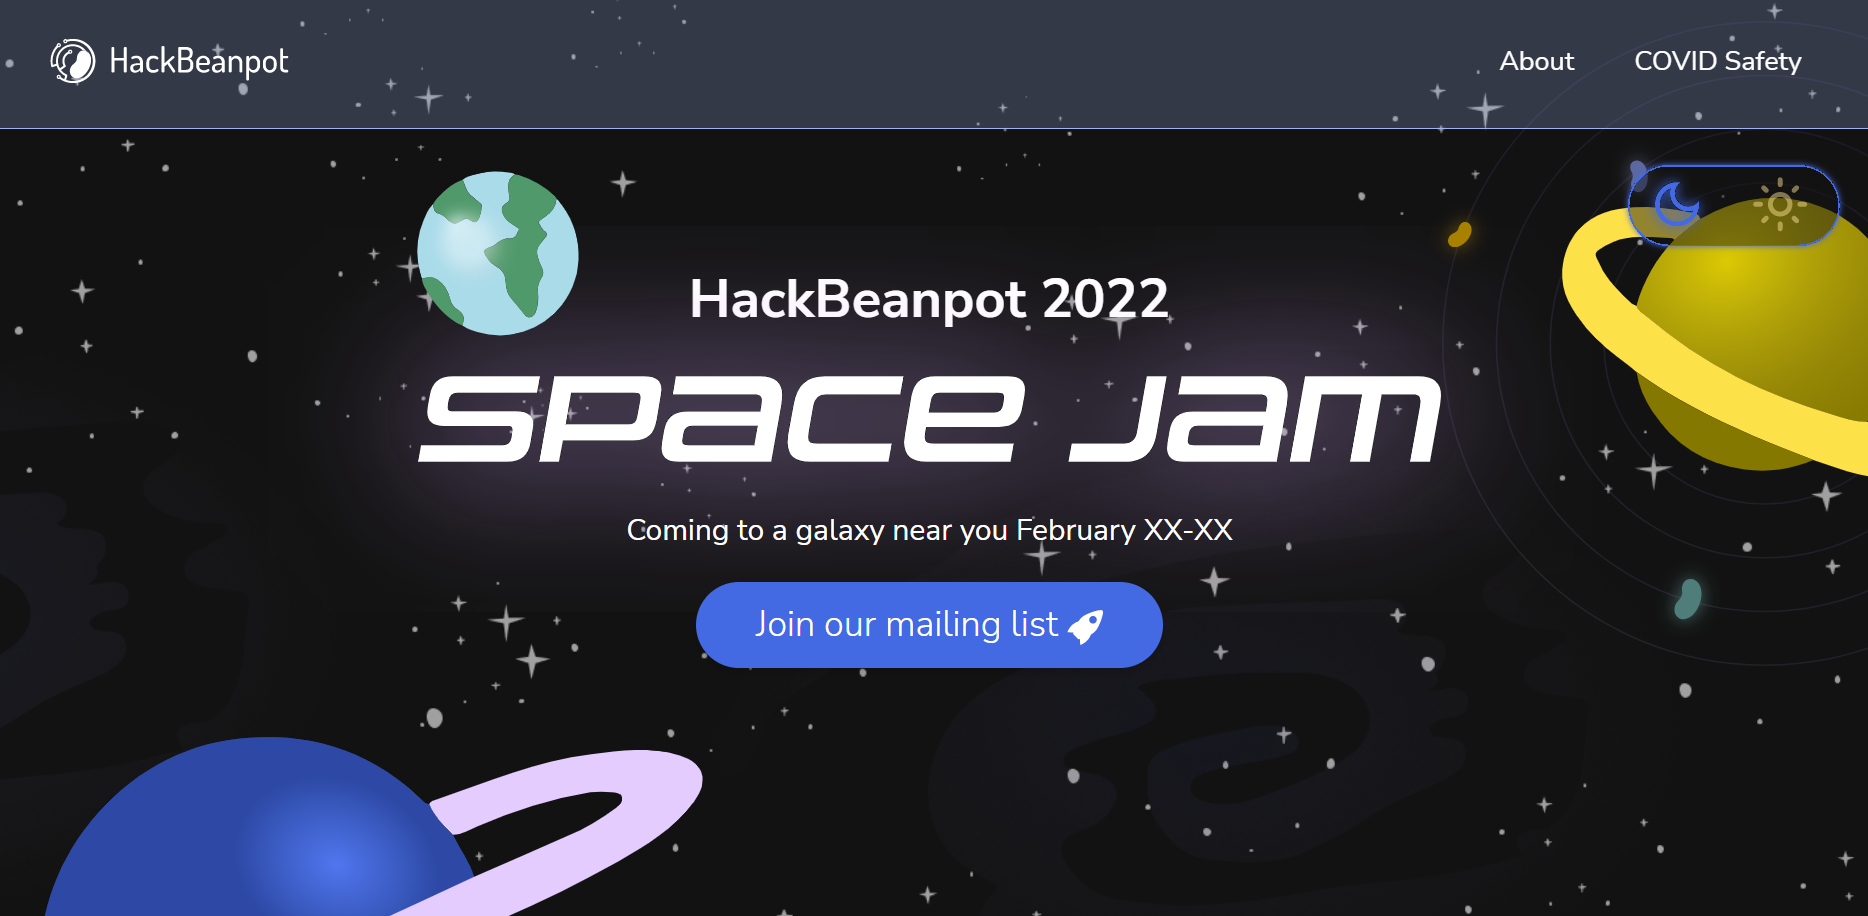 HackBeanpot
About
COVID Safety
HackBeanpot 2022
SPACE JAM
Coming to a galaxy near you February XX-XX
Join our mailing list